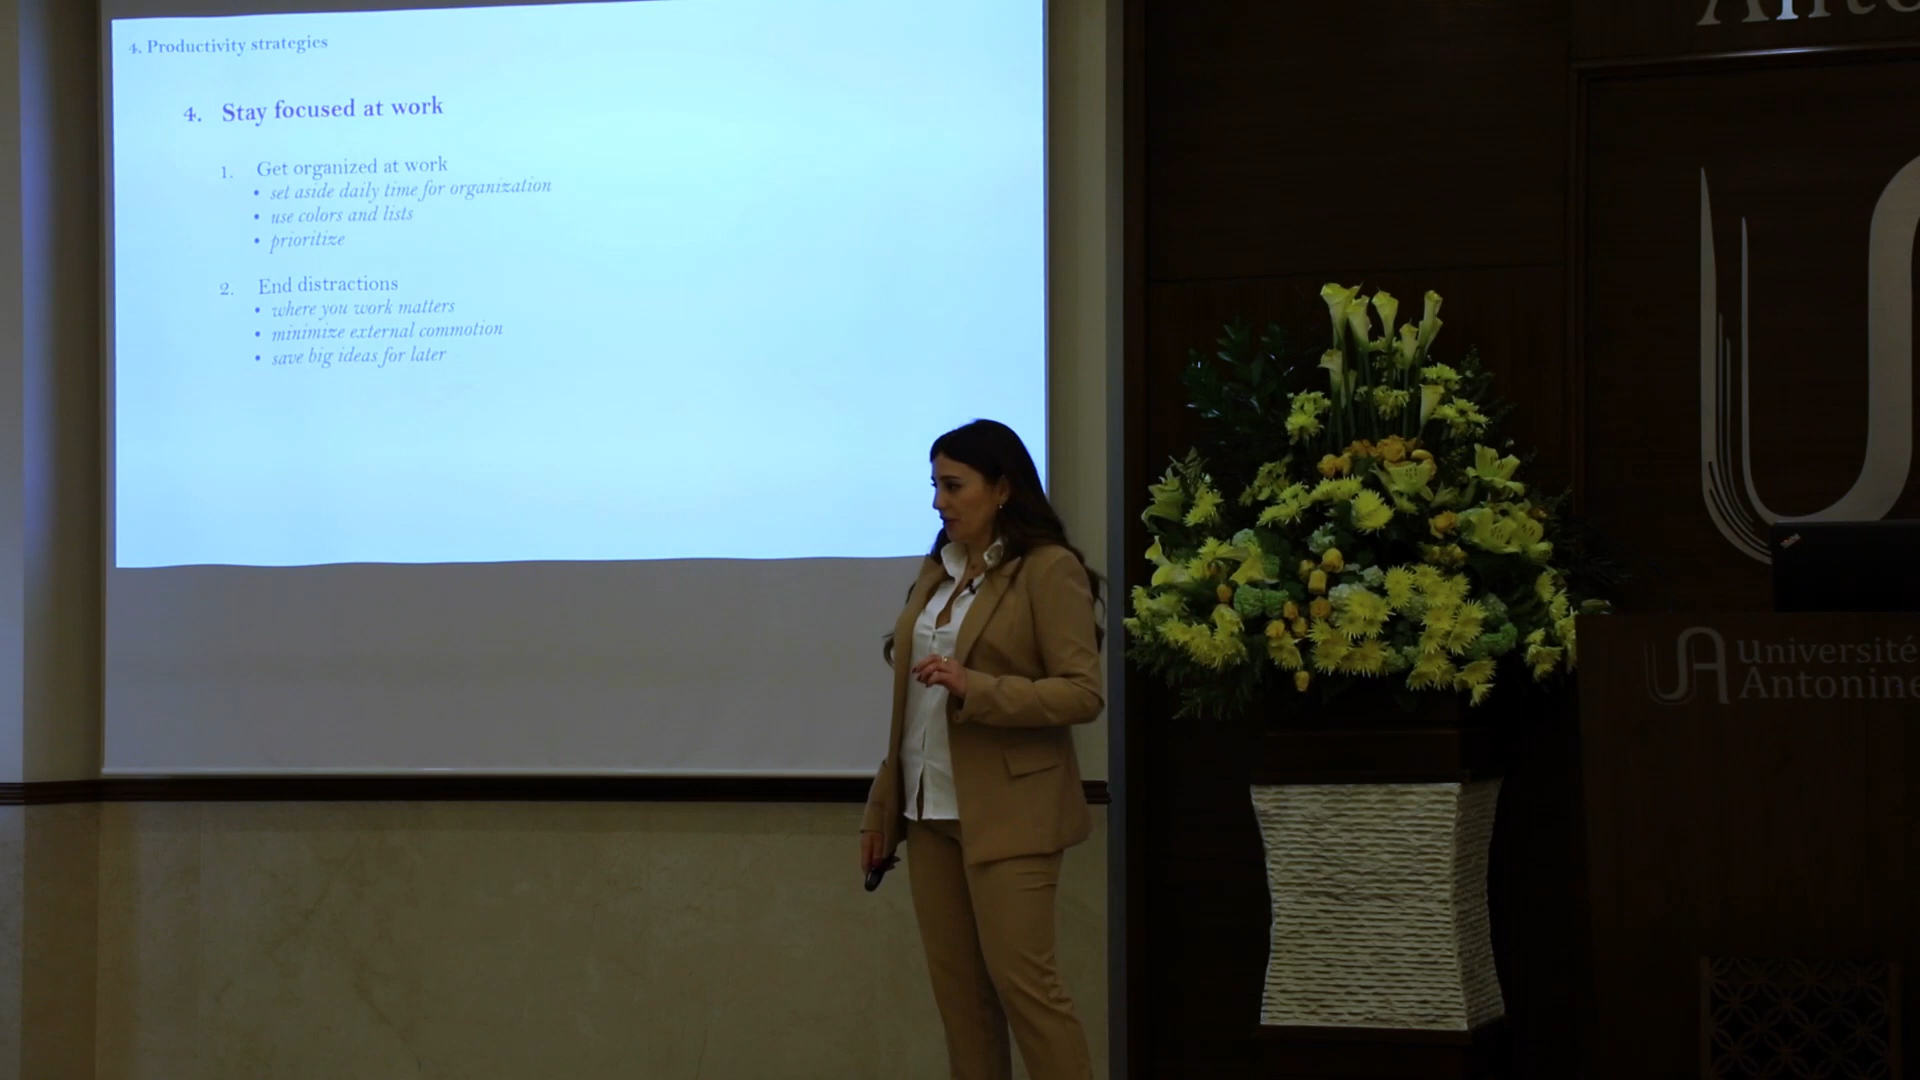 4. Productivity strategies
4. Stay focused at work
1. Get organized at work
• set aside daily time for organization
• use colors and lists
• prioritize
2. End distractions
• where you work matters
• minimize external commotion
• save big ideas for later
UA
Université
Antonine